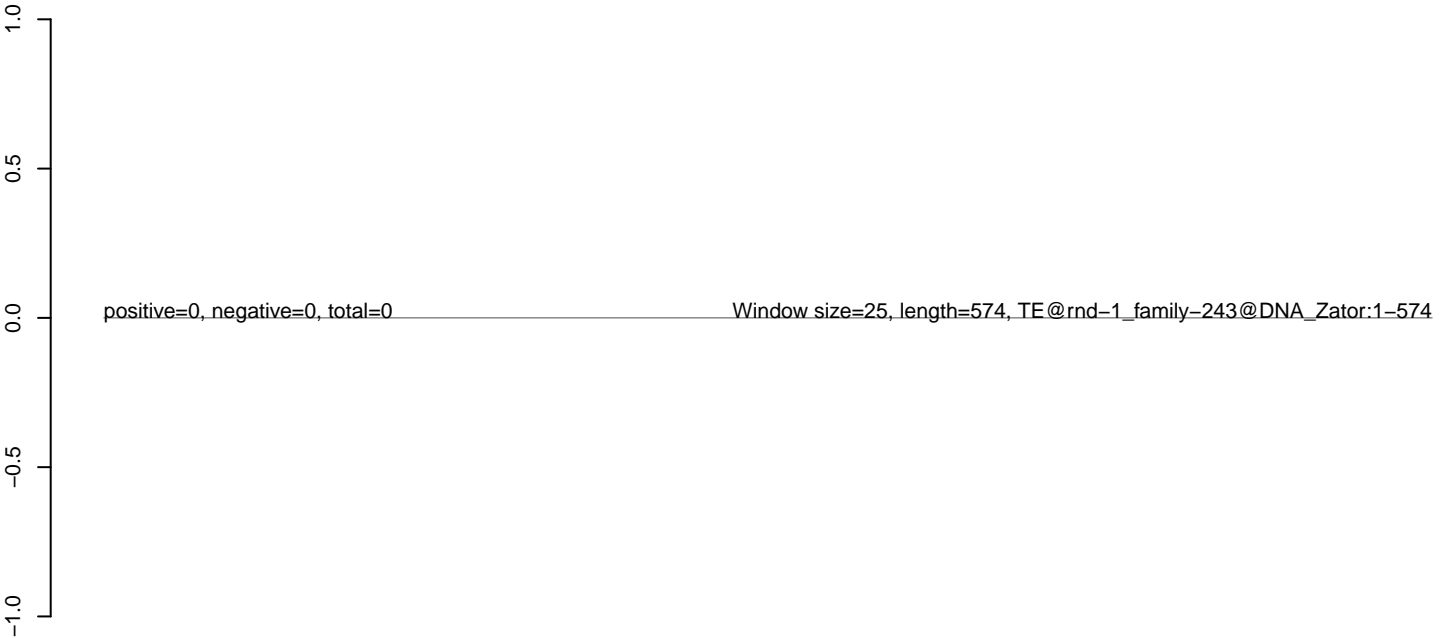 1.0
0.5
0.0
−0.5
−1.0
positive=0, negative=0, total=0
Window size=25, length=574, TE@rnd−1_family−243@DNA_Zator:1−574